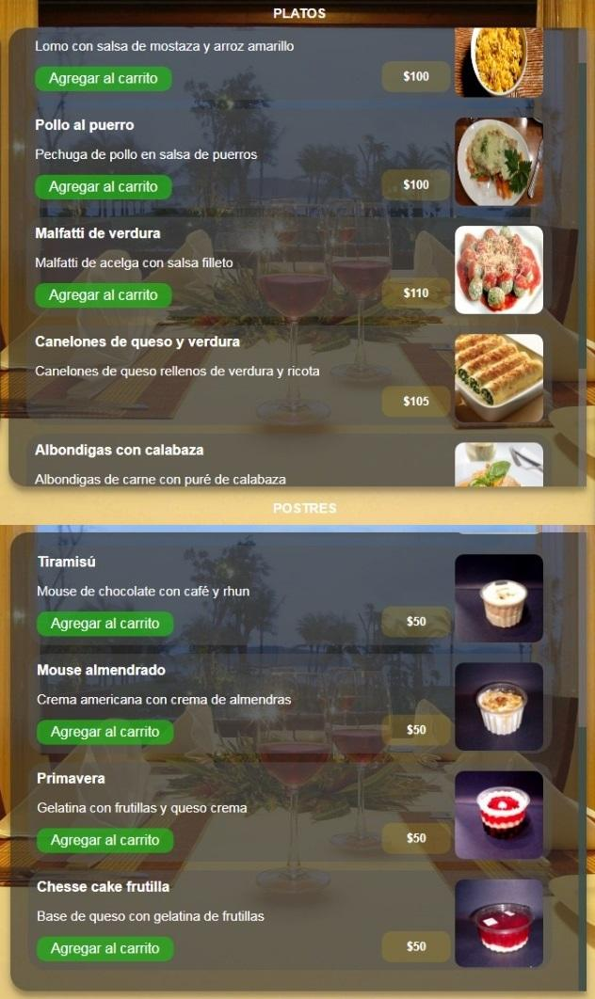 PLATOS
Lomo con salsa de mostaza y arroz amarillo
Agregar al carrito
$100
Pollo al puerro
Pechuga de pollo en salsa de puerros
Agregar al carrito
$100
Malfatti de verdura
Malfatti de acelga con salsa filleto
Agregar al carrito
$110
Canelones de queso y verdura
Canelones de queso rellenos de verdura y ricota
$105
Albondigas con calabaza
Albondigas de carne con puré de calabaza
POSTRES
Tiramisú
Mouse de chocolate con café y rhun
Agregar al carrito
$50
Mouse almendrado
Crema americana con crema de almendras
Agregar al carrito
$50
Primavera
Gelatina con frutillas y queso crema
Agregar al carrito
$50
Chesse cake frutilla
Base de queso con gelatina de frutillas
Agregar al carrito
$50